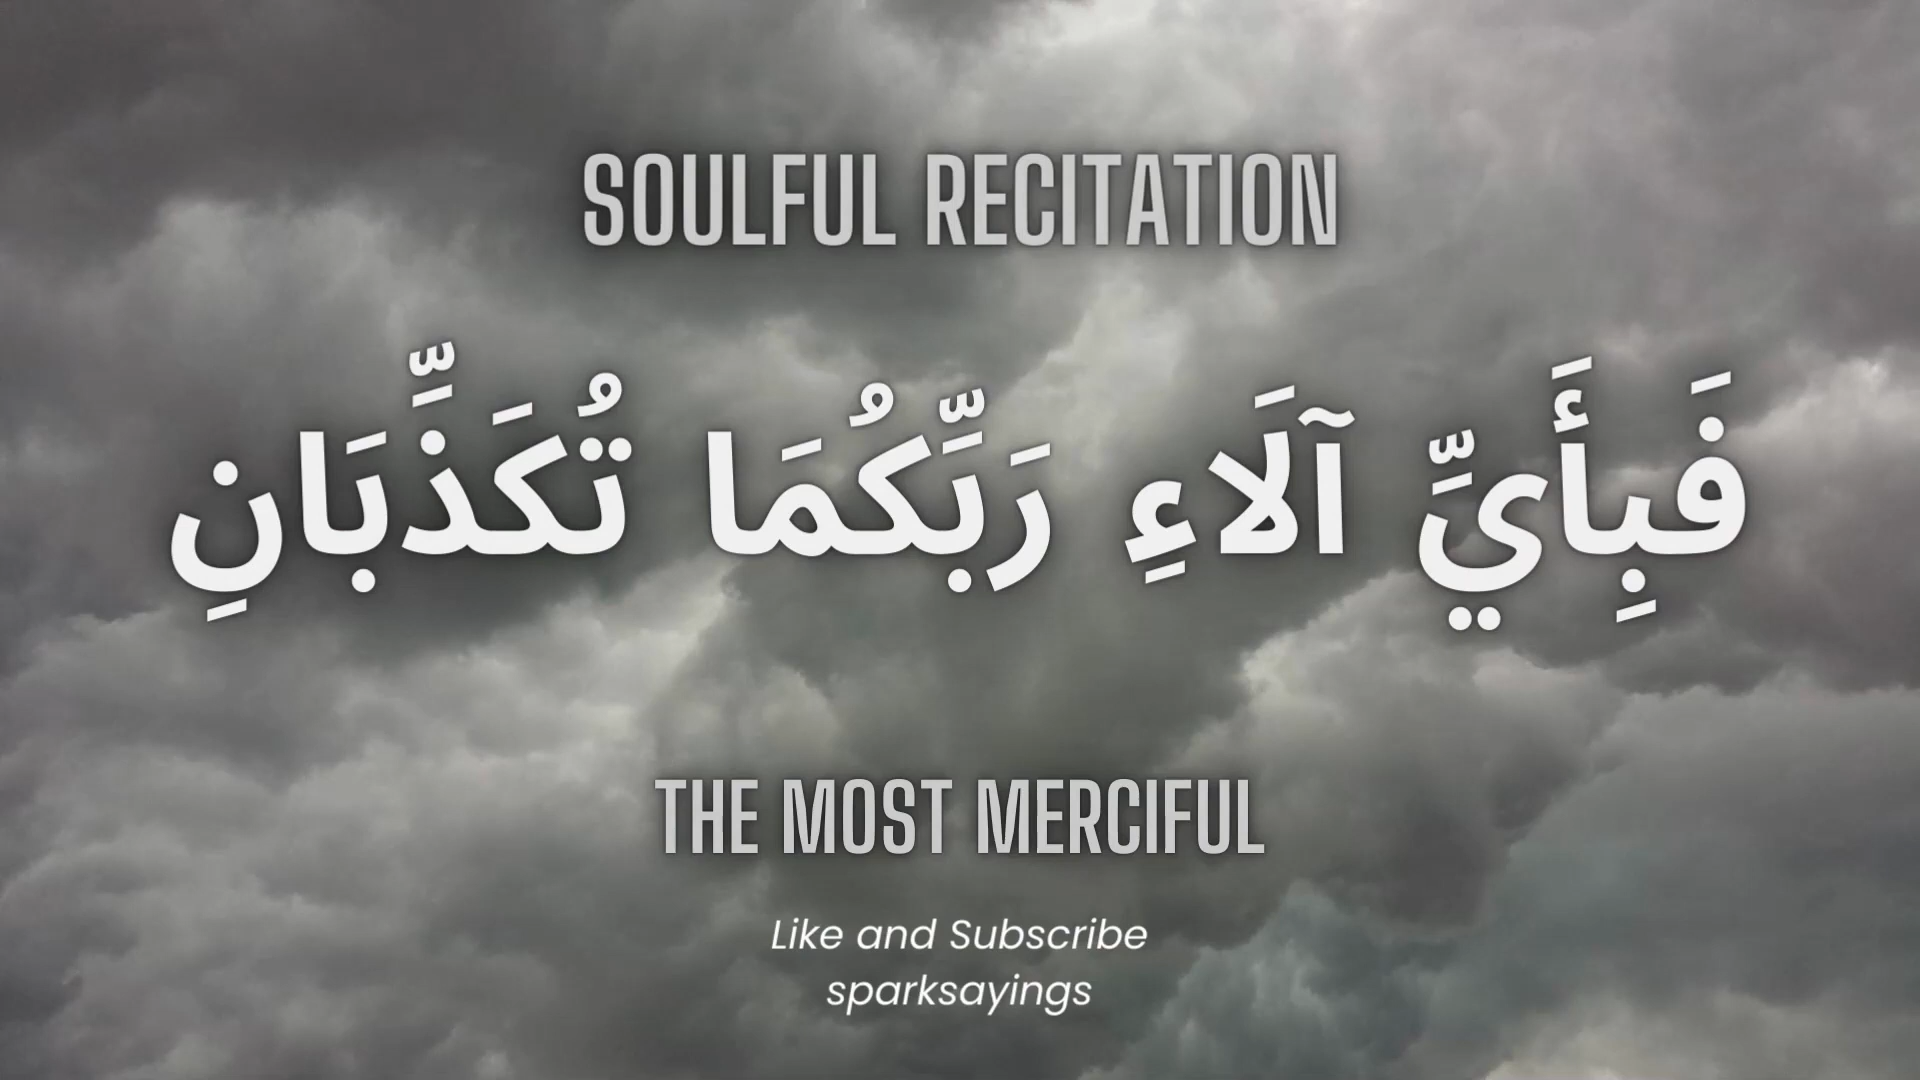 SOULFUL RECITATION
فَبِأَيِّ آلَاءِ رَبِّكُمَا تُكَذِّبَانِ
THE MOST MERCIFUL
Like and Subscribe
sparksayings